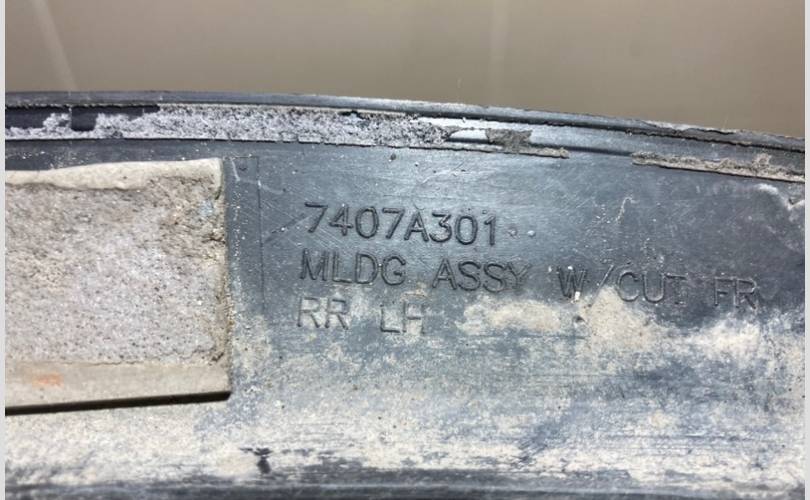 7407A301
MLDG ASSY W/CUT FR
RR LH